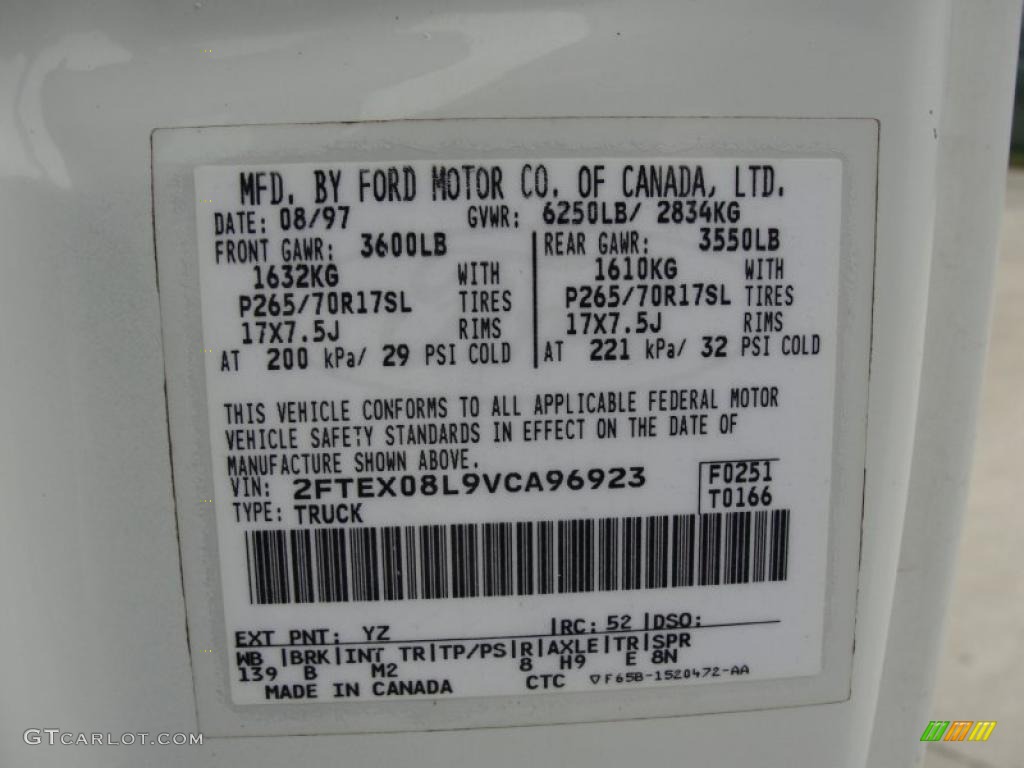 MFD. BY FORD MOTOR CO. OF CANADA, LTD.
DATE: 08/97 GVWR: 6250LB/ 2834KG
FRONT GAWR: 3600LB REAR GAWR: 3550LB
1632KG WITH 1610KG WITH
P265/70R17SL TIRES P265/70R17SL TIRES
17X7.5J RIMS 17X7.5J RIMS
AT 200 kPa/ 29 PSI COLD AT 221 kPa/ 32 PSI COLD
THIS VEHICLE CONFORMS TO ALL APPLICABLE FEDERAL MOTOR
VEHICLE SAFETY STANDARDS IN EFFECT ON THE DATE OF
MANUFACTURE SHOWN ABOVE.
VIN: 2FTEX08L9VCA96923 F0251
TYPE: TRUCK T0166
EXT PNT: YZ RC: 52 DSO:
WB BRK INT TR TP/PS R AXLE TR SPR
139 B M2 8 H9 E 8N
MADE IN CANADA CTC ▽F65B-1520472-AA
GTCARLOT.COM